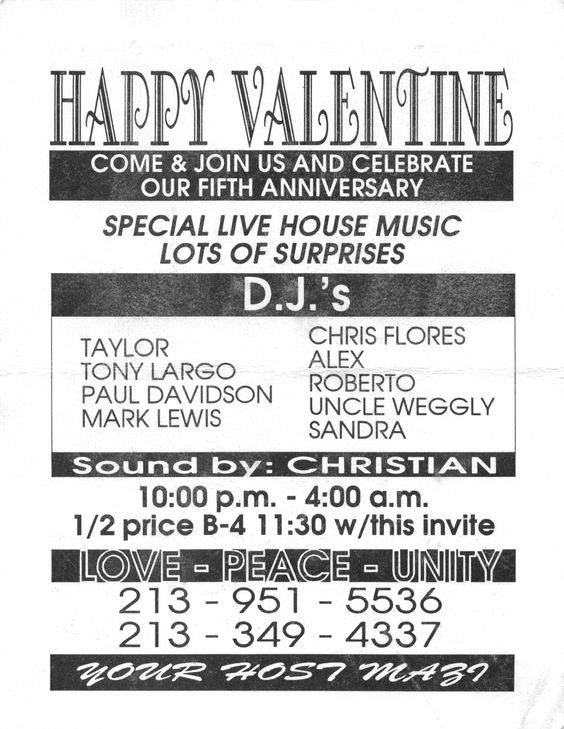 HAPPY VALENTINE
COME & JOIN US AND CELEBRATE
OUR FIFTH ANNIVERSARY
SPECIAL LIVE HOUSE MUSIC
LOTS OF SURPRISES
D.J.'s
TAYLOR
TONY LARGO
PAUL DAVIDSON
MARK LEWIS
CHRIS FLORES
ALEX
ROBERTO
UNCLE WEGGLY
SANDRA
Sound by: CHRISTIAN
10:00 p.m. - 4:00 a.m.
1/2 price B-4 11:30 w/this invite
LOVE - PEACE - UNITY
213 - 951 - 5536
213 - 349 - 4337
YOUR HOST MAZI